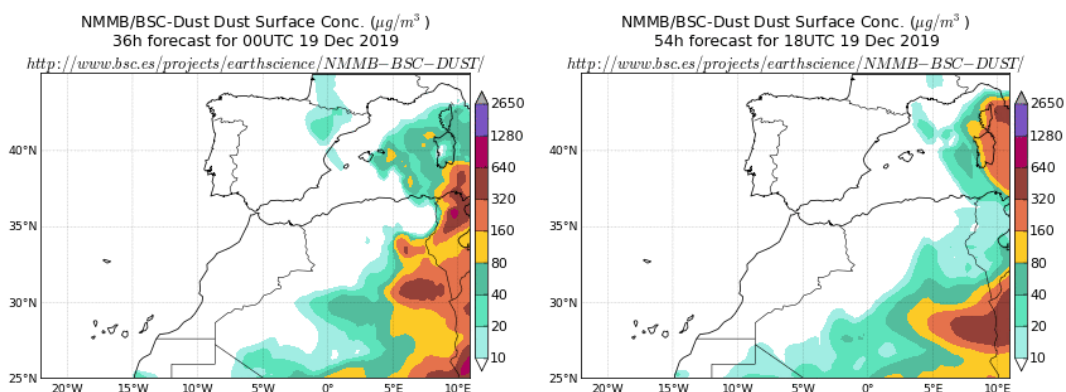 NMMB/BSC-Dust Dust Surface Conc. (μg/m³)
36h forecast for 00UTC 19 Dec 2019
http://www.bsc.es/projects/earthscience/NMMB−BSC−DUST/
2650
1280
640
320
160
80
40
20
10
40°N
35°N
30°N
25°N
20°W
15°W
10°W
5°W
0°
5°E
10°E
NMMB/BSC-Dust Dust Surface Conc. (μg/m³)
54h forecast for 18UTC 19 Dec 2019
http://www.bsc.es/projects/earthscience/NMMB−BSC−DUST/
2650
1280
640
320
160
80
40
20
10
40°N
35°N
30°N
25°N
20°W
15°W
10°W
5°W
0°
5°E
10°E